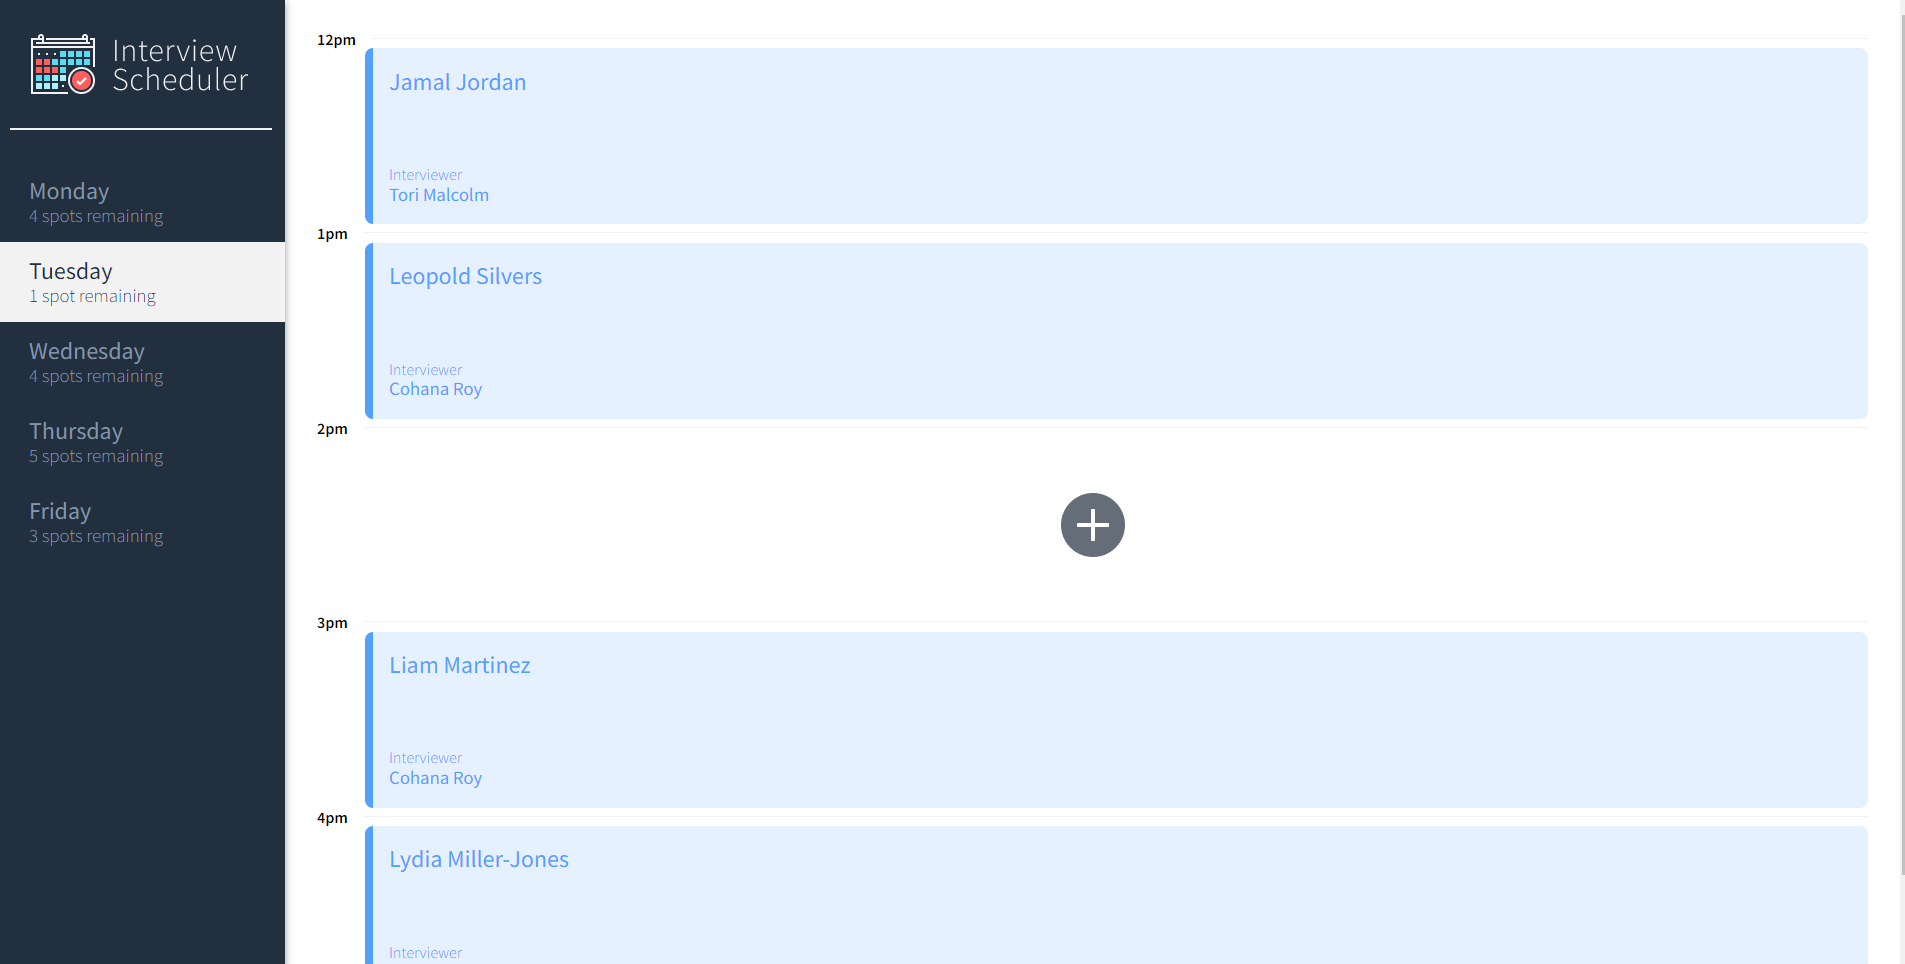 Interview
Scheduler
Monday
4 spots remaining
Tuesday
1 spot remaining
Wednesday
4 spots remaining
Thursday
5 spots remaining
Friday
3 spots remaining
12pm
Jamal Jordan
Interviewer
Tori Malcolm
1pm
Leopold Silvers
Interviewer
Cohana Roy
2pm
3pm
Liam Martinez
Interviewer
Cohana Roy
4pm
Lydia Miller-Jones
Interviewer